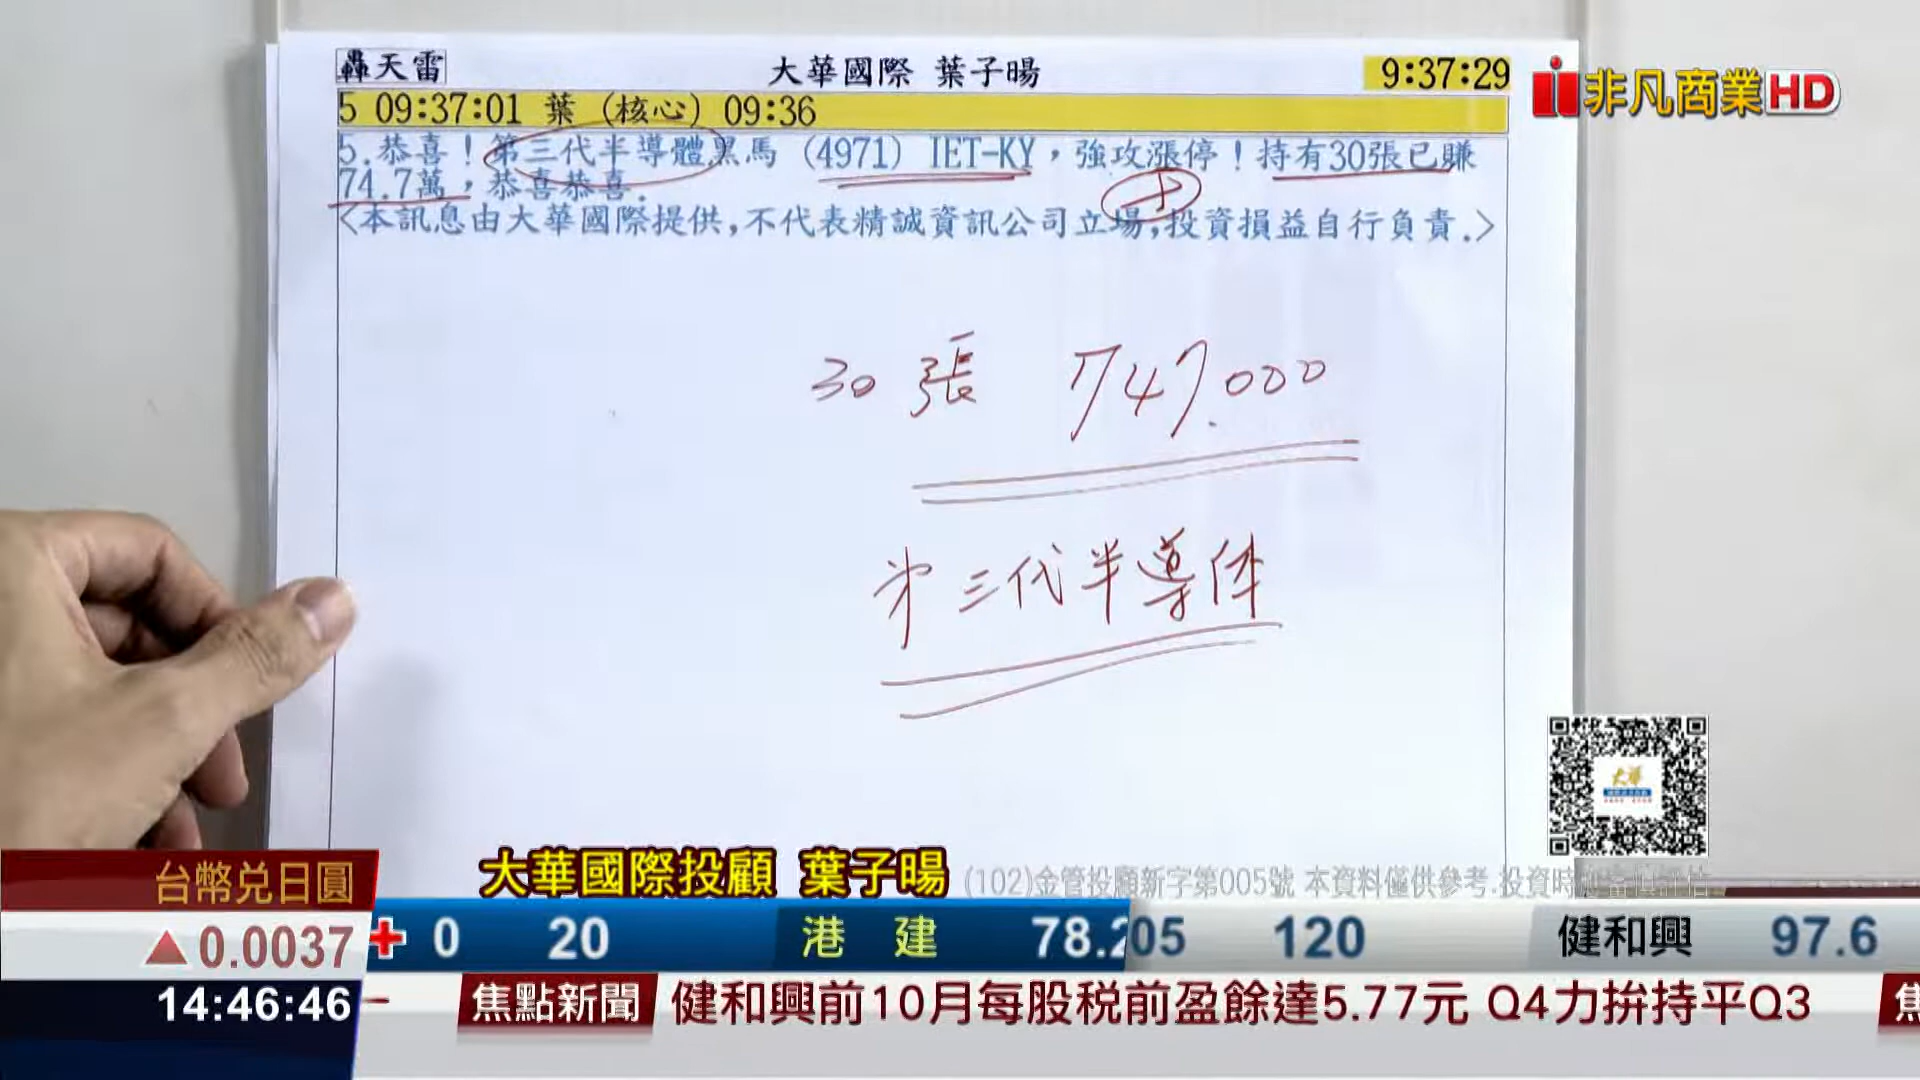 轟天雷 大華國際 葉子暘 9:37:29
非凡商業HD
5 09:37:01 葉 (核心) 09:36
5.恭喜!第三代半導體黑馬 (4971) IET-KY，強攻漲停!持有30張已賺
74.7萬，恭喜恭喜.
<本訊息由大華國際提供,不代表精誠資訊公司立場,投資損益自行負責.>
30 張 747.000
第三代半導体
大華
台幣兌日圓
大華國際投顧 葉子暘
(102)金管投顧新字第005號 本資料僅供參考.投資時
▲0.0037
0 20 港建 78.2 05 120 健和興 97.6
14:46:46
焦點新聞 健和興前10月每股税前盈餘達5.77元 Q4力拚持平Q3